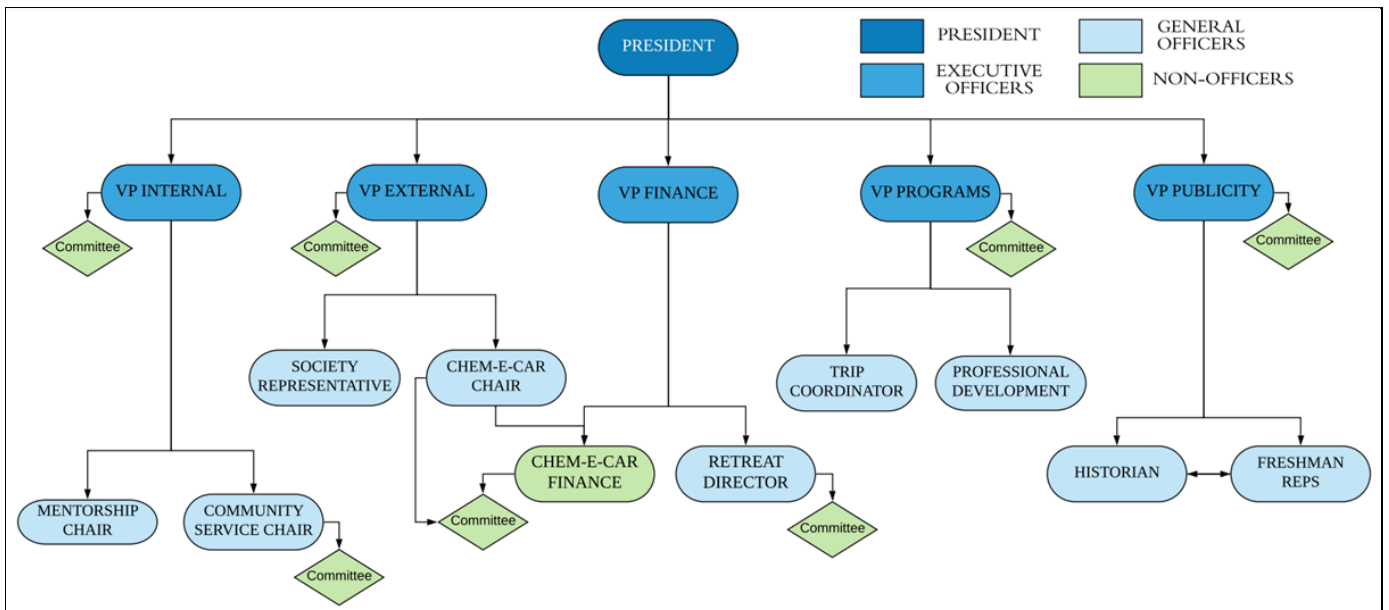 PRESIDENT
PRESIDENT
GENERAL
OFFICERS
EXECUTIVE
OFFICERS
NON-OFFICERS
VP INTERNAL
VP EXTERNAL
VP FINANCE
VP PROGRAMS
VP PUBLICITY
Committee
Committee
Committee
Committee
SOCIETY
REPRESENTATIVE
CHEM-E-CAR
CHAIR
TRIP
COORDINATOR
PROFESSIONAL
DEVELOPMENT
CHEM-E-CAR
FINANCE
RETREAT
DIRECTOR
HISTORIAN
FRESHMAN
REPS
MENTORSHIP
CHAIR
COMMUNITY
SERVICE CHAIR
Committee
Committee
Committee